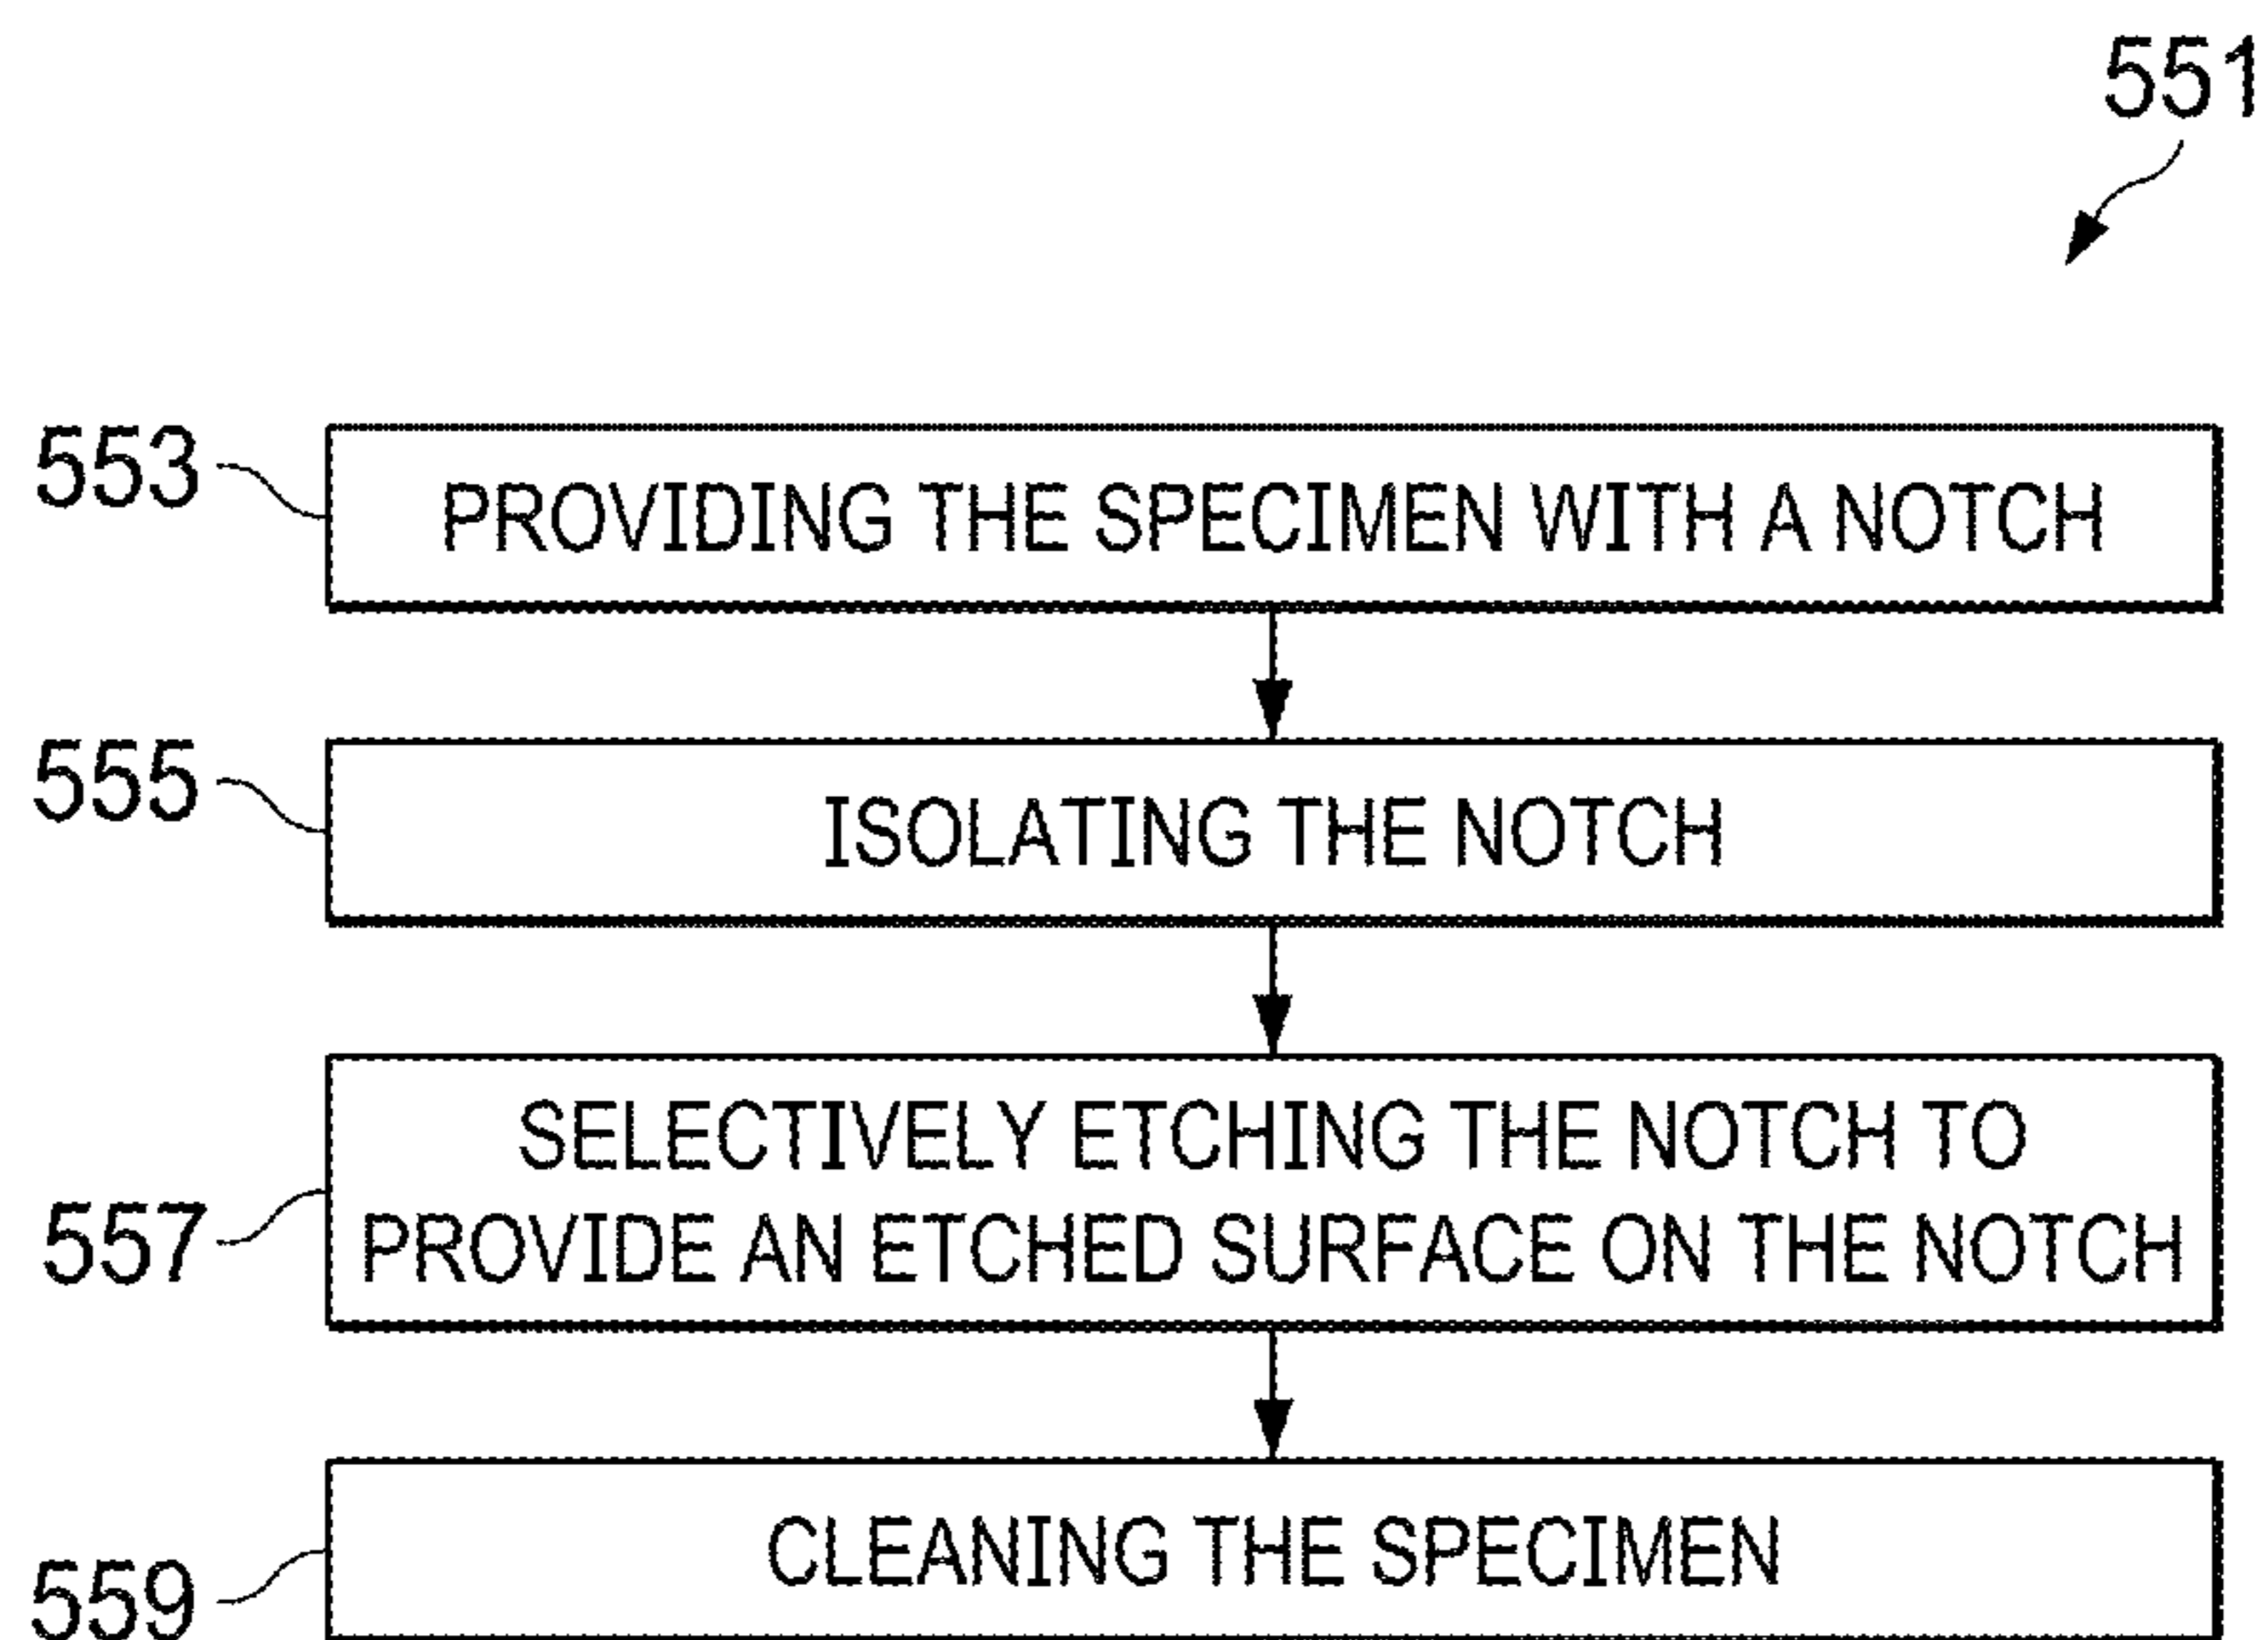 551
553
PROVIDING THE SPECIMEN WITH A NOTCH
555
ISOLATING THE NOTCH
557
SELECTIVELY ETCHING THE NOTCH TO
PROVIDE AN ETCHED SURFACE ON THE NOTCH
559
CLEANING THE SPECIMEN